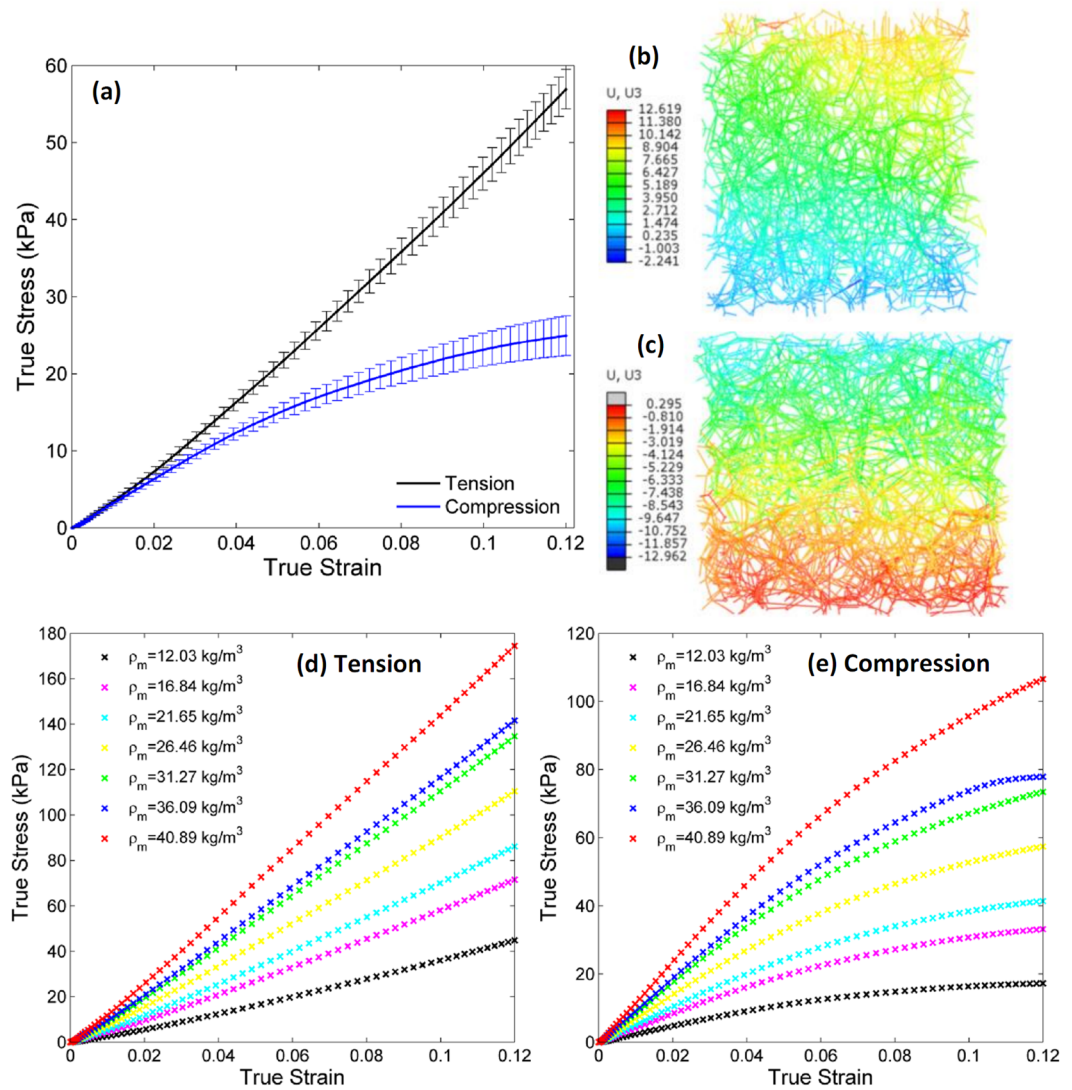 (a)
True Stress (kPa)
60
50
40
30
20
10
0
0
0.02
0.04
0.06
0.08
0.1
0.12
True Strain
Tension
Compression
(b)
U, U3
12.619
11.380
10.142
8.904
7.665
6.427
5.189
3.950
2.712
1.474
0.235
-1.003
-2.241
(c)
U, U3
0.295
-0.810
-1.914
-3.019
-4.124
-5.229
-6.333
-7.438
-8.543
-9.647
-10.752
-11.857
-12.962
(d) Tension
True Stress (kPa)
180
160
140
120
100
80
60
40
20
0
0
0.02
0.04
0.06
0.08
0.1
0.12
True Strain
ρm=12.03 kg/m³
ρm=16.84 kg/m³
ρm=21.65 kg/m³
ρm=26.46 kg/m³
ρm=31.27 kg/m³
ρm=36.09 kg/m³
ρm=40.89 kg/m³
(e) Compression
True Stress (kPa)
120
100
80
60
40
20
0
0
0.02
0.04
0.06
0.08
0.1
0.12
True Strain
ρm=12.03 kg/m³
ρm=16.84 kg/m³
ρm=21.65 kg/m³
ρm=26.46 kg/m³
ρm=31.27 kg/m³
ρm=36.09 kg/m³
ρm=40.89 kg/m³